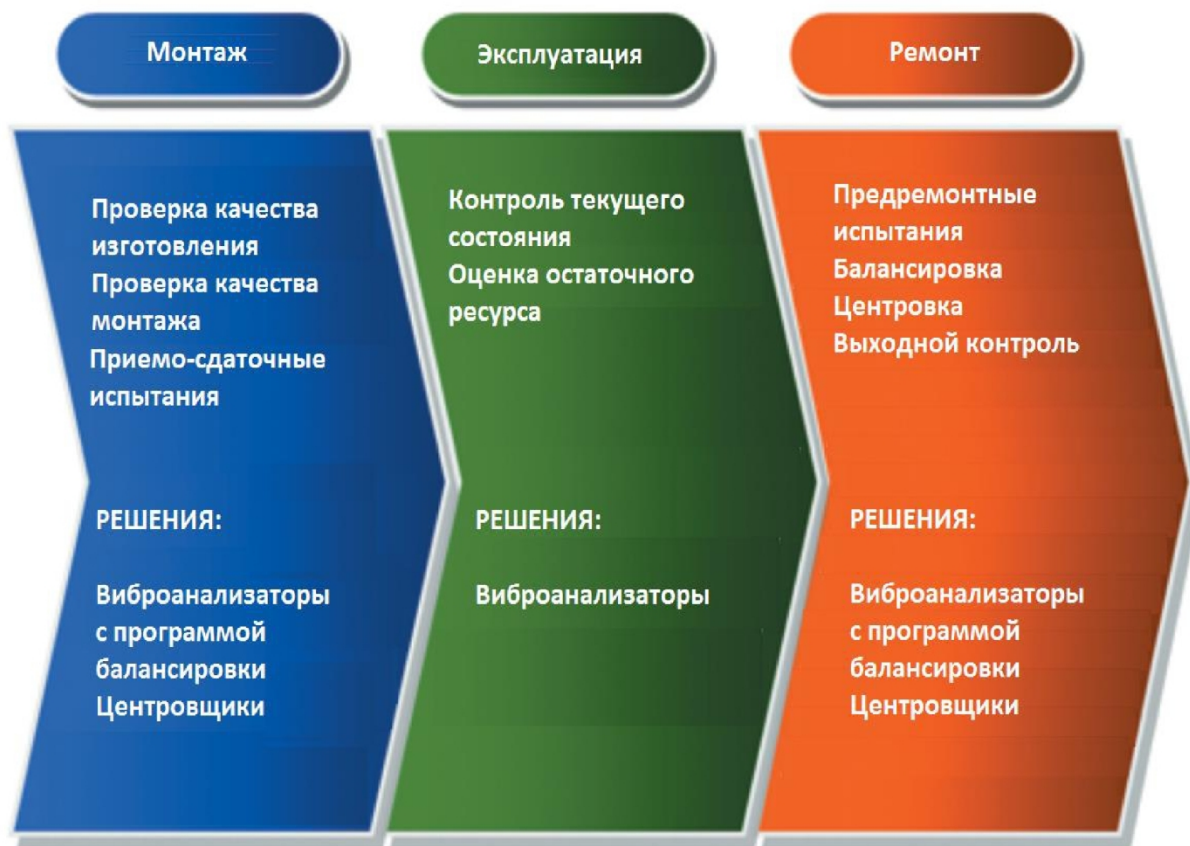 Монтаж
Проверка качества
изготовления
Проверка качества
монтажа
Приемо-сдаточные
испытания
РЕШЕНИЯ:
Виброанализаторы
с программой
балансировки
Центровщики
Эксплуатация
Контроль текущего
состояния
Оценка остаточного
ресурса
РЕШЕНИЯ:
Виброанализаторы
Ремонт
Предремонтные
испытания
Балансировка
Центровка
Выходной контроль
РЕШЕНИЯ:
Виброанализаторы
с программой
балансировки
Центровщики